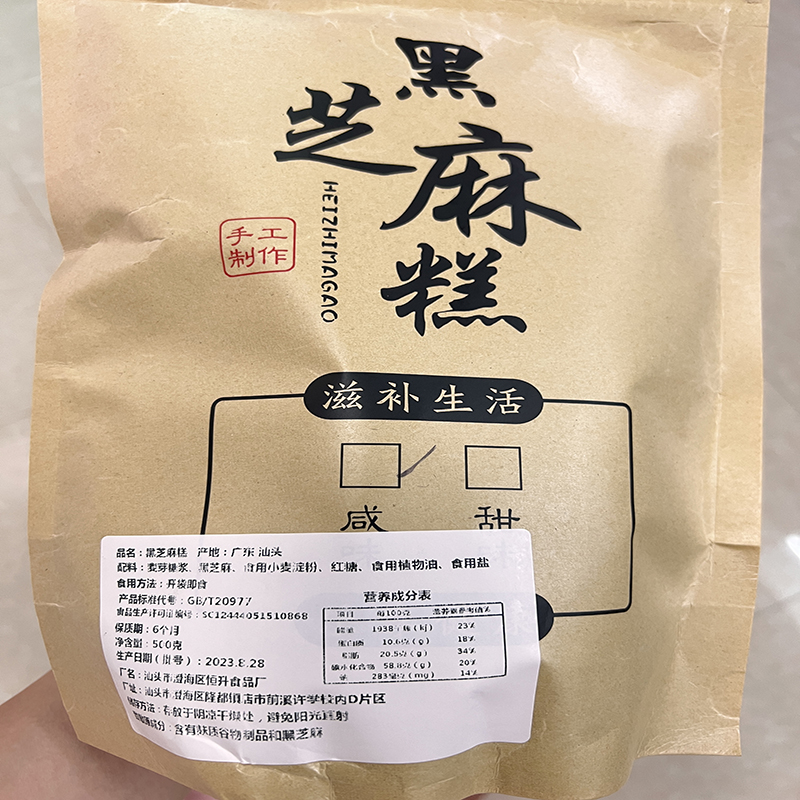 黑芝麻糕
HEIZHIMAGAO
手工
制作
滋补生活
咸 甜
品名：黑芝麻糕 产地：广东 汕头
配料：麦芽糖浆、黑芝麻、食用小麦淀粉、红糖、食用植物油、食用盐
食用方法：开袋即食
产品标准代号：GB/T20977
食品生产许可证编号：SC12444051510868
保质期：6个月
净含量：500克
生产日期（批号）：2023.8.28
厂名：汕头市澄海区恒升食品厂
厂址：汕头市澄海区隆都镇店市前溪许学校内D片区
储存方法：存放于阴凉干燥处，避免阳光直射
含有麸质谷物制品和黑芝麻
营养成分表
项目 每100克 营养素参考值%
1938千焦(kj) 23%
10.6克(g) 18%
20.5克(g) 34%
碳水化合物 58.8克(g) 20%
283毫克(mg) 14%